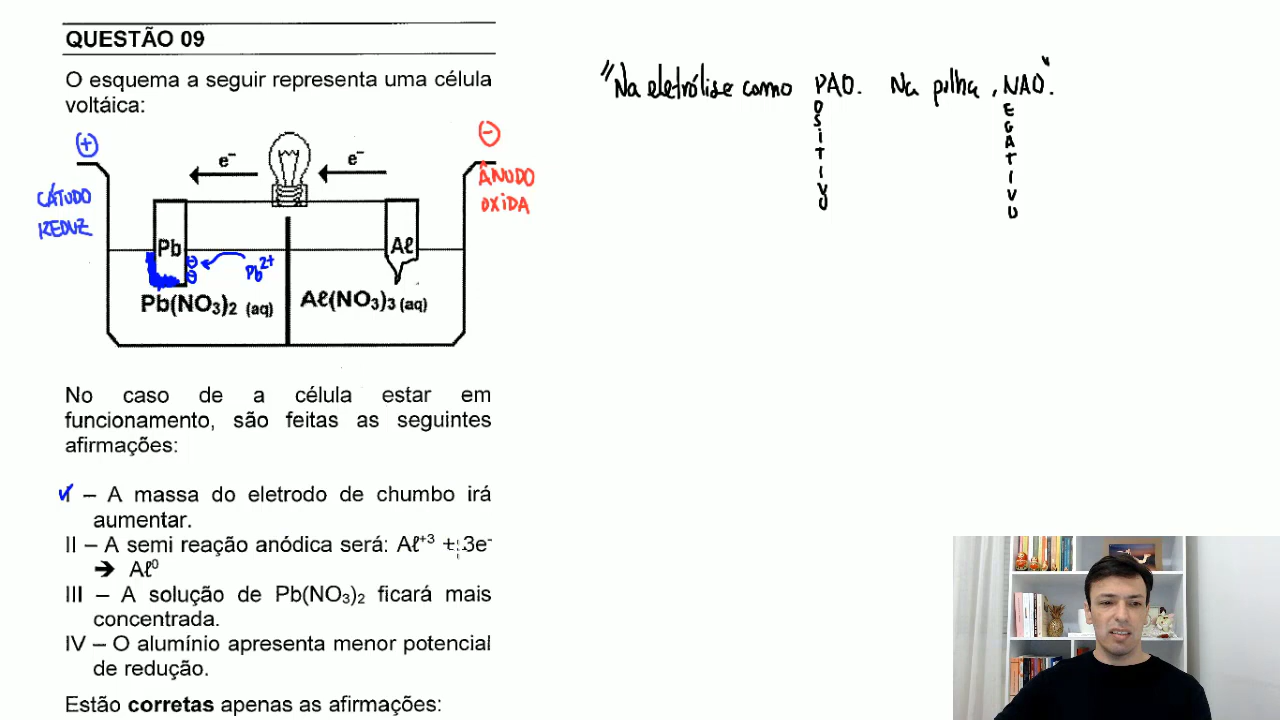 QUESTÃO 09
O esquema a seguir representa uma célula
voltáica:
"Na eletrólise como PAO. Na pilha, NAO".
OSITIVO
EGATIVO
+
-
e⁻
e⁻
CÁTODO
REDUZ
ÂNODO
OXIDA
Pb
Aℓ
Pb²⁺
Pb(NO₃)₂ (aq)
Aℓ(NO₃)₃ (aq)
No caso de a célula estar em
funcionamento, são feitas as seguintes
afirmações:
I – A massa do eletrodo de chumbo irá
aumentar.
II – A semi reação anódica será: Aℓ⁺³ + 3e⁻
➔ Aℓ⁰
III – A solução de Pb(NO₃)₂ ficará mais
concentrada.
IV – O alumínio apresenta menor potencial
de redução.
Estão corretas apenas as afirmações: